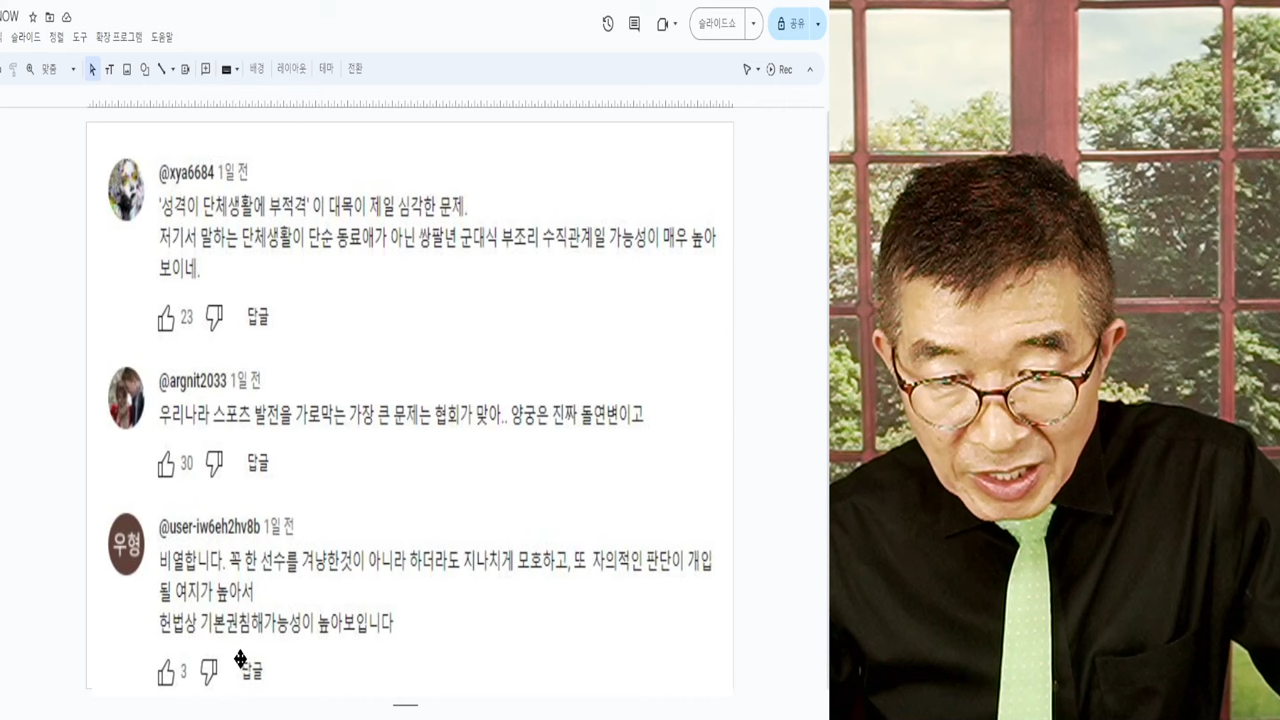 NOW
슬라이드 정렬 도구 확장 프로그램 도움말
슬라이드쇼
공유
맞춤
배경 레이아웃 테마 전환
Rec
@xya6684 1일 전
'성격이 단체생활에 부적격' 이 대목이 제일 심각한 문제.
저기서 말하는 단체생활이 단순 동료애가 아닌 쌍팔년 군대식 부조리 수직관계일 가능성이 매우 높아
보이네.
23 답글
@argnit2033 1일 전
우리나라 스포츠 발전을 가로막는 가장 큰 문제는 협회가 맞아.. 양궁은 진짜 돌연변이고
30 답글
우형
@user-iw6eh2hv8b 1일 전
비열합니다. 꼭 한 선수를 겨냥한것이 아니라 하더라도 지나치게 모호하고, 또 자의적인 판단이 개입
될 여지가 높아서
헌법상 기본권침해가능성이 높아보입니다
3 답글